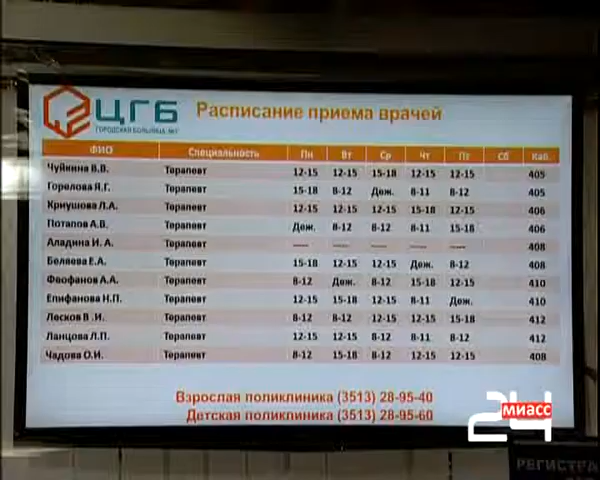 ЦГБ Расписание приема врачей
ГОРОДСКАЯ БОЛЬНИЦА №1
ФИО Специальность Пн Вт Ср Чт Пт Сб Каб.
Чуйкина В.В. Терапевт 12-15 12-15 15-18 12-15 12-15 405
Горелова Я.Г. Терапевт 15-18 8-12 Деж. 8-11 8-12 405
Криушова Л.А. Терапевт 12-15 12-15 12-15 15-18 12-15 406
Потапов А.В. Терапевт Деж. 8-12 8-12 8-11 15-18 406
Аладина И. А. Терапевт ---- ---- ---- ---- ---- 408
Беляева Е.А. Терапевт 15-18 12-15 12-15 Деж. 8-12 408
Феофанов А.А. Терапевт 8-12 Деж. 8-12 15-18 12-15 410
Епифанова Н.П. Терапевт 12-15 15-18 12-15 8-11 Деж. 410
Лесков В .И. Терапевт 8-12 8-12 12-15 12-15 15-18 412
Ланцова Л.П. Терапевт 12-15 12-15 8-12 8-11 8-12 412
Чадова О.И. Терапевт 8-12 15-18 8-12 12-15 12-15 408
Взрослая поликлиника (3513) 28-95-40
Детская поликлиника (3513) 28-95-60
24 МИАСС
РЕГИСТРА